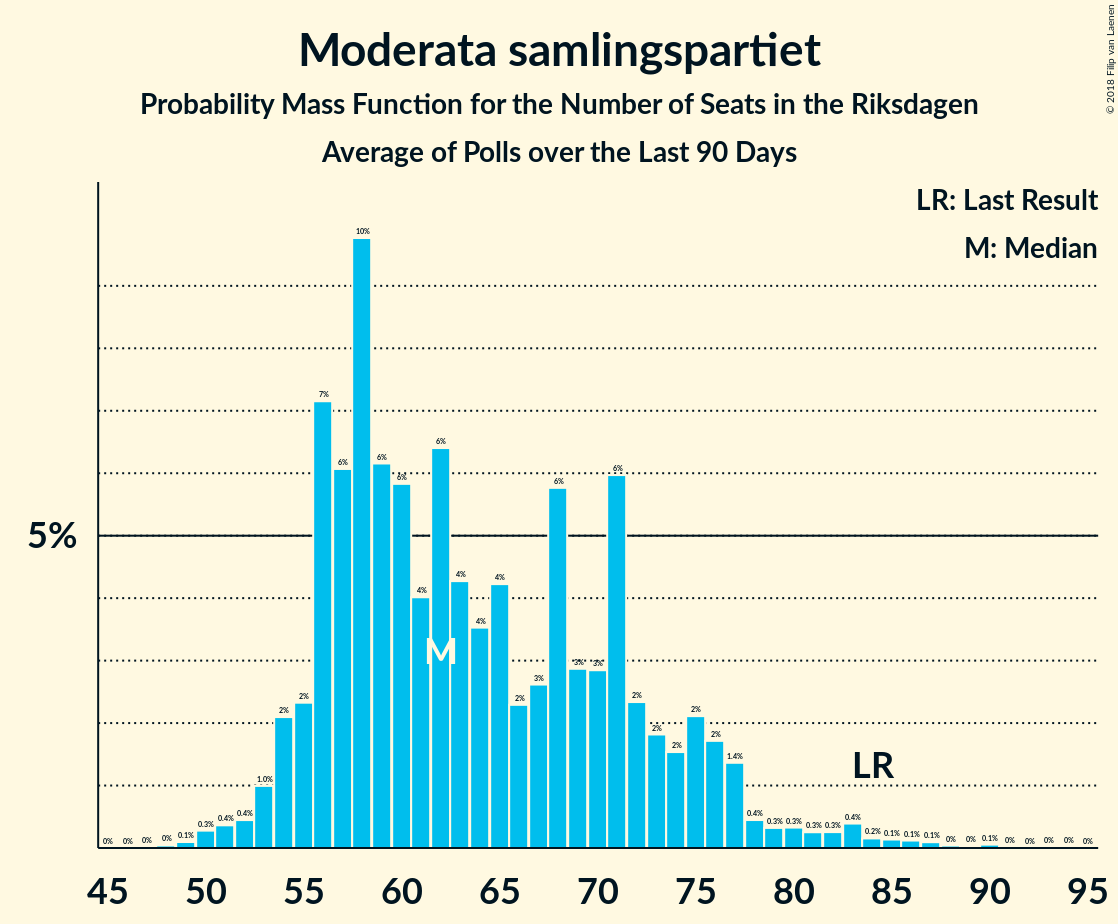 Moderata samlingspartiet
Probability Mass Function for the Number of Seats in the Riksdagen
Average of Polls over the Last 90 Days
© 2018 Filip van Laenen
LR: Last Result
M: Median
5%
0% 0% 0% 0% 0.1% 0.3% 0.4% 0.4% 1.0% 2% 2% 7% 6% 10% 6% 6% 4% 6% 4% 4% 4% 2% 3% 6% 3% 3% 6% 2% 2% 2% 2% 2% 1.4% 0.4% 0.3% 0.3% 0.3% 0.3% 0.4% 0.2% 0.1% 0.1% 0.1% 0% 0% 0.1% 0% 0% 0% 0% 0%
M
LR
45 50 55 60 65 70 75 80 85 90 95